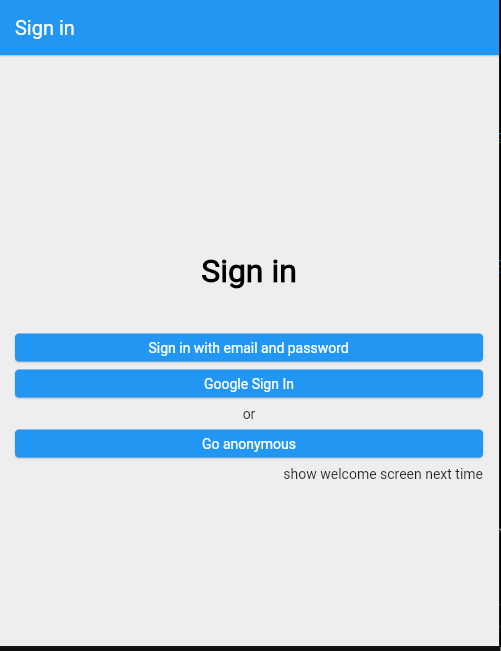 Sign in
Sign in
Sign in with email and password
Google Sign In
or
Go anonymous
show welcome screen next time